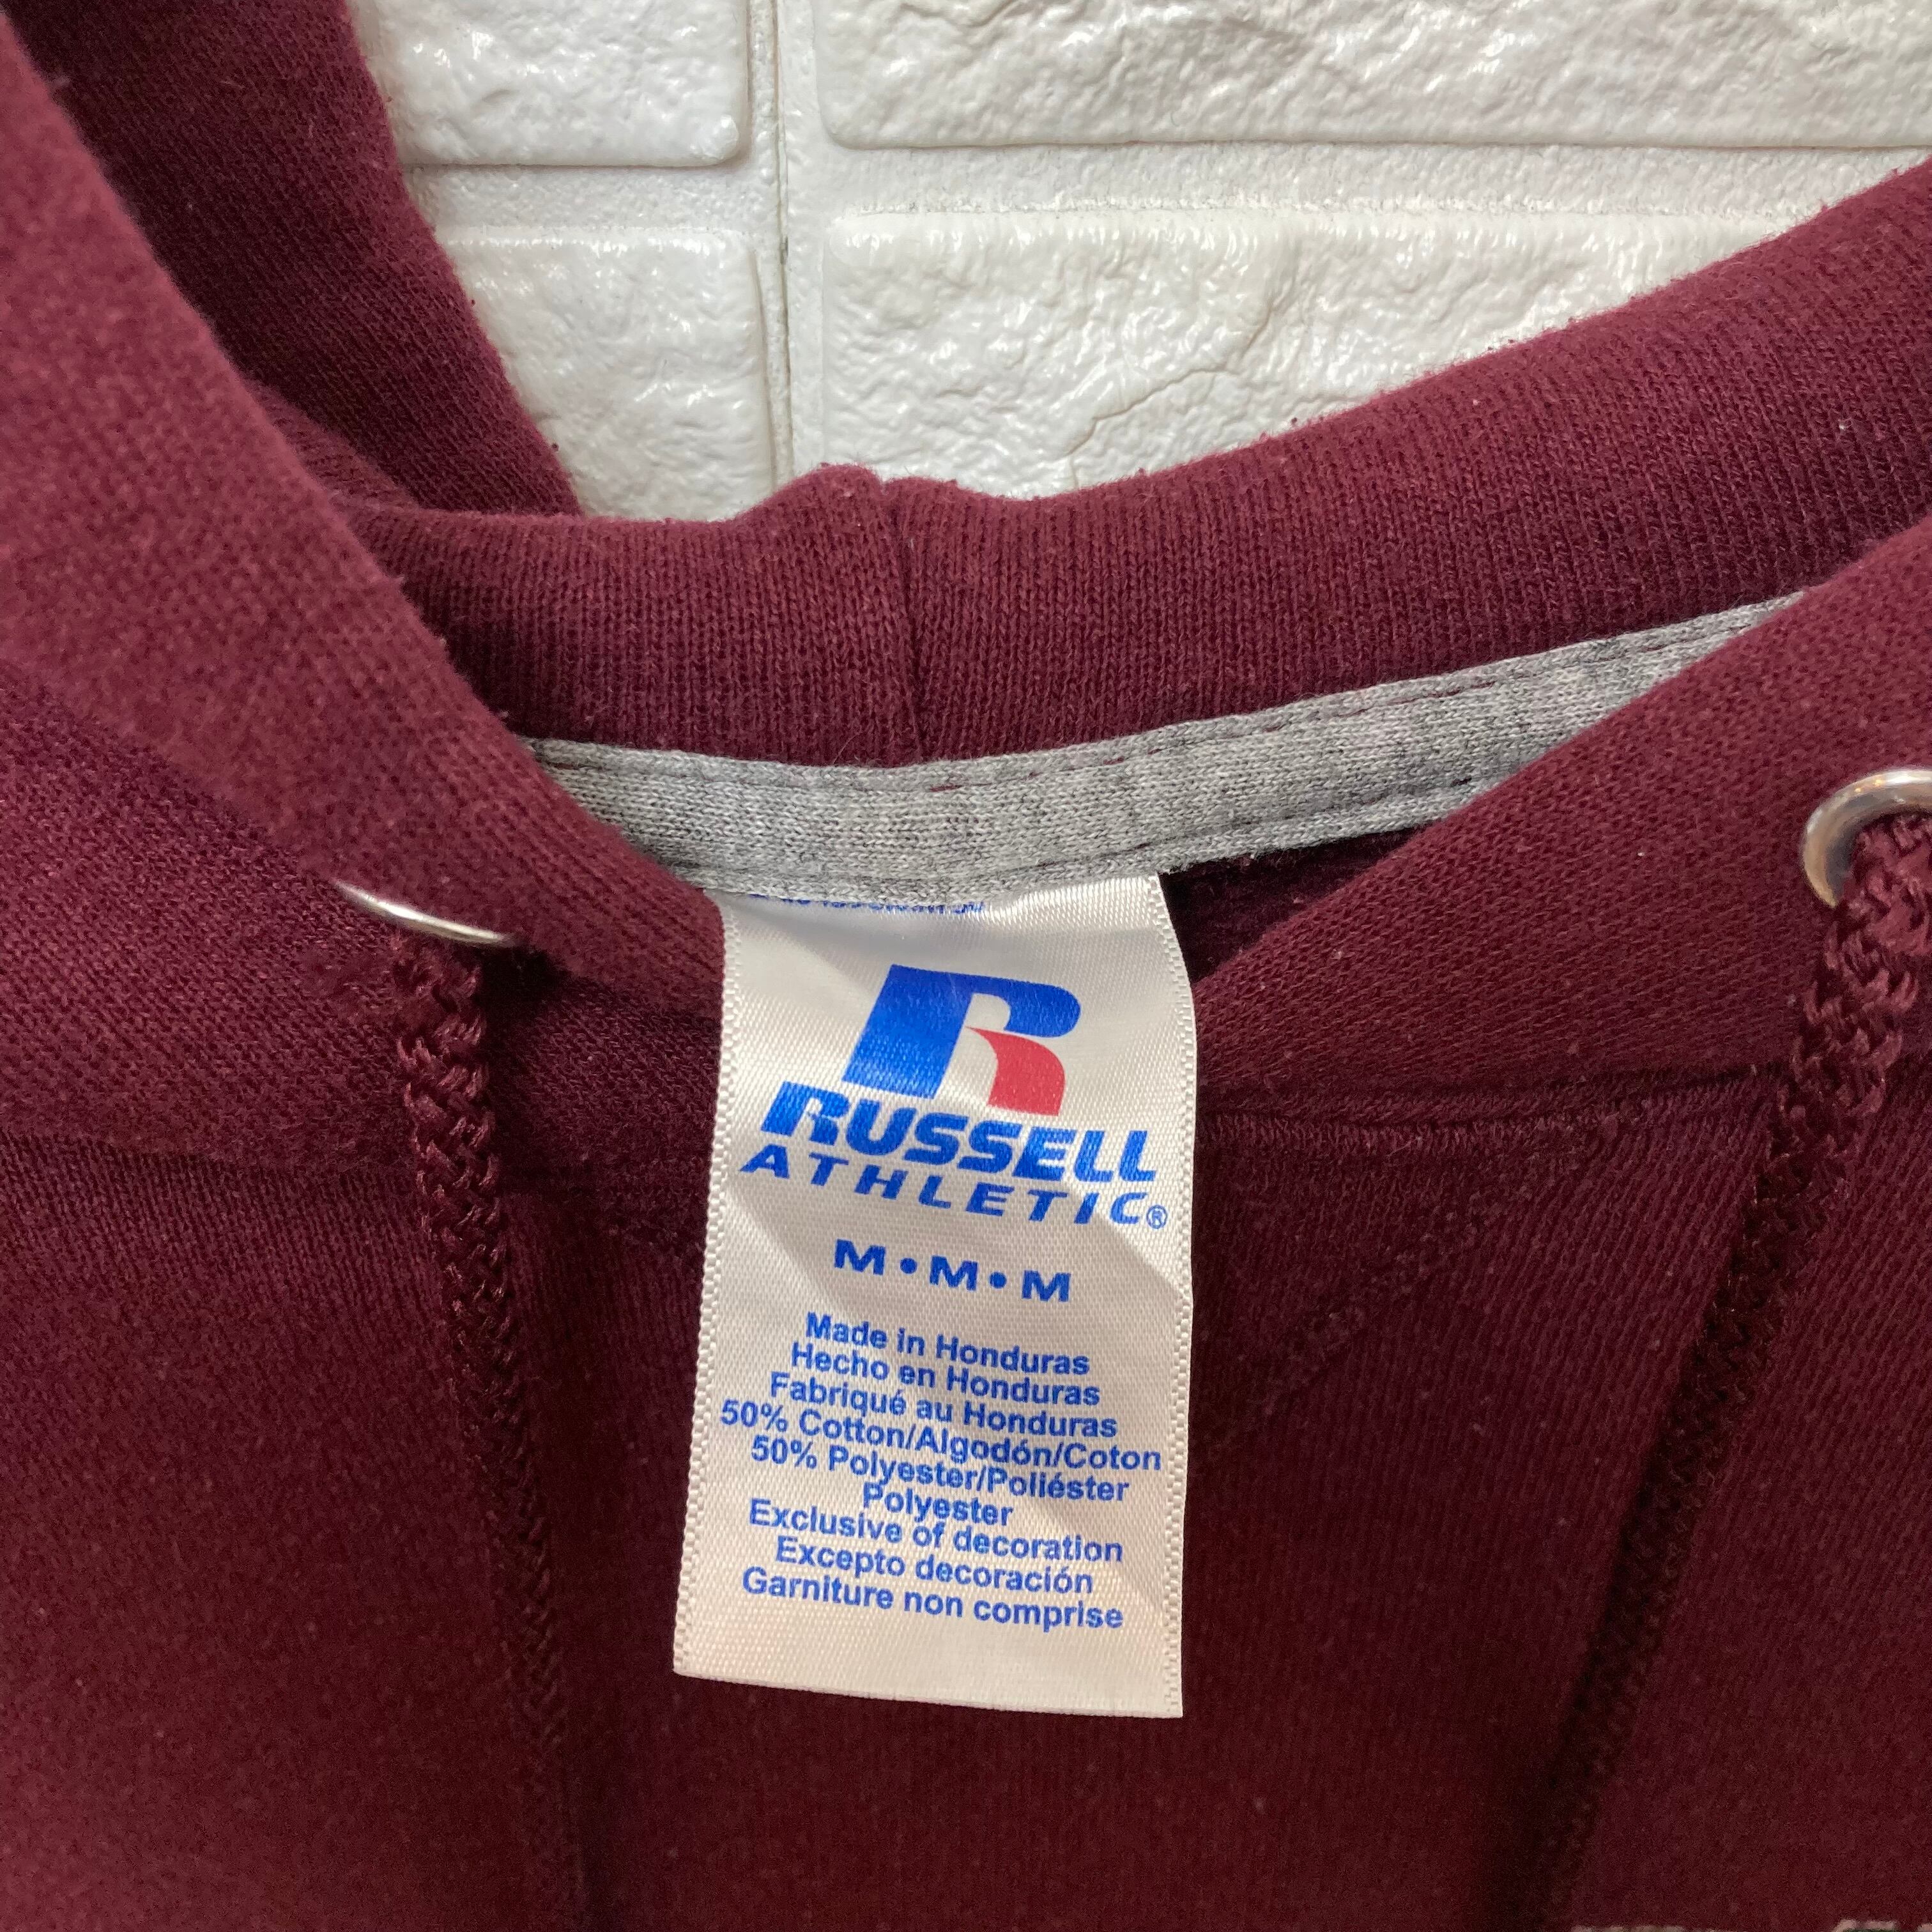 R
RUSSELL
ATHLETIC®
M•M•M
Made in Honduras
Hecho en Honduras
Fabriqué au Honduras
50% Cotton/Algodón/Coton
50% Polyester/Poliéster
Polyester
Exclusive of decoration
Excepto decoración
Garniture non comprise